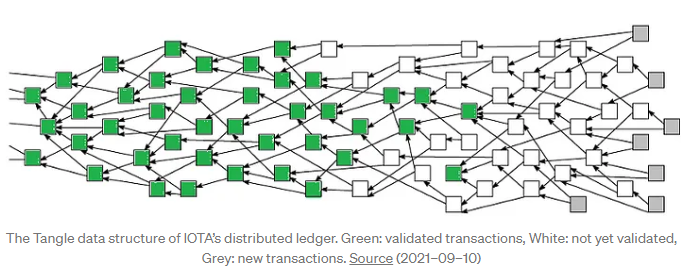 The Tangle data structure of IOTA's distributed ledger. Green: validated transactions, White: not yet validated,
Grey: new transactions. Source (2021–09–10)